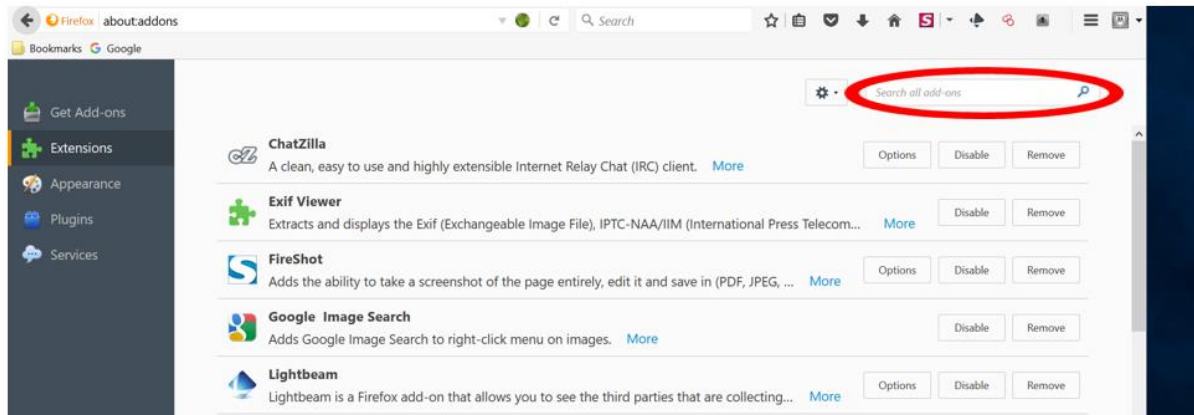 Firefox about:addons Search
Bookmarks Google
Search all add-ons
Get Add-ons
Extensions
Appearance
Plugins
Services
ChatZilla
A clean, easy to use and highly extensible Internet Relay Chat (IRC) client. More
Options Disable Remove
Exif Viewer
Extracts and displays the Exif (Exchangeable Image File), IPTC-NAA/IIM (International Press Telecom... More
Disable Remove
FireShot
Adds the ability to take a screenshot of the page entirely, edit it and save in (PDF, JPEG, ... More
Options Disable Remove
Google Image Search
Adds Google Image Search to right-click menu on images. More
Disable Remove
Lightbeam
Lightbeam is a Firefox add-on that allows you to see the third parties that are collecting... More
Options Disable Remove